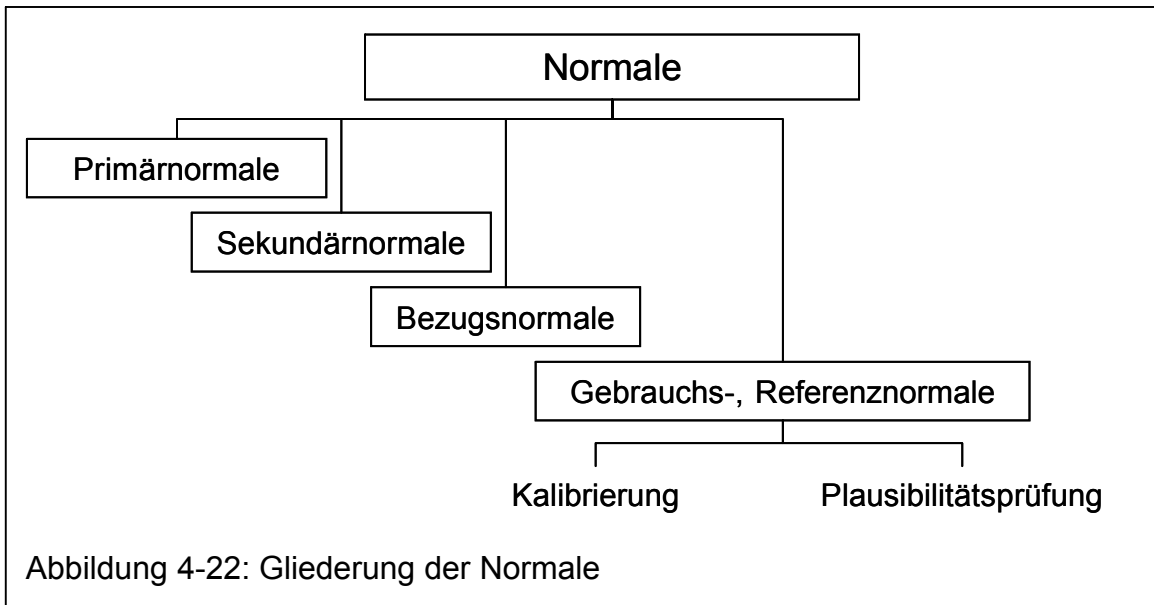 Normale
Primärnormale
Sekundärnormale
Bezugsnormale
Gebrauchs-, Referenznormale
Kalibrierung Plausibilitätsprüfung
Abbildung 4-22: Gliederung der Normale